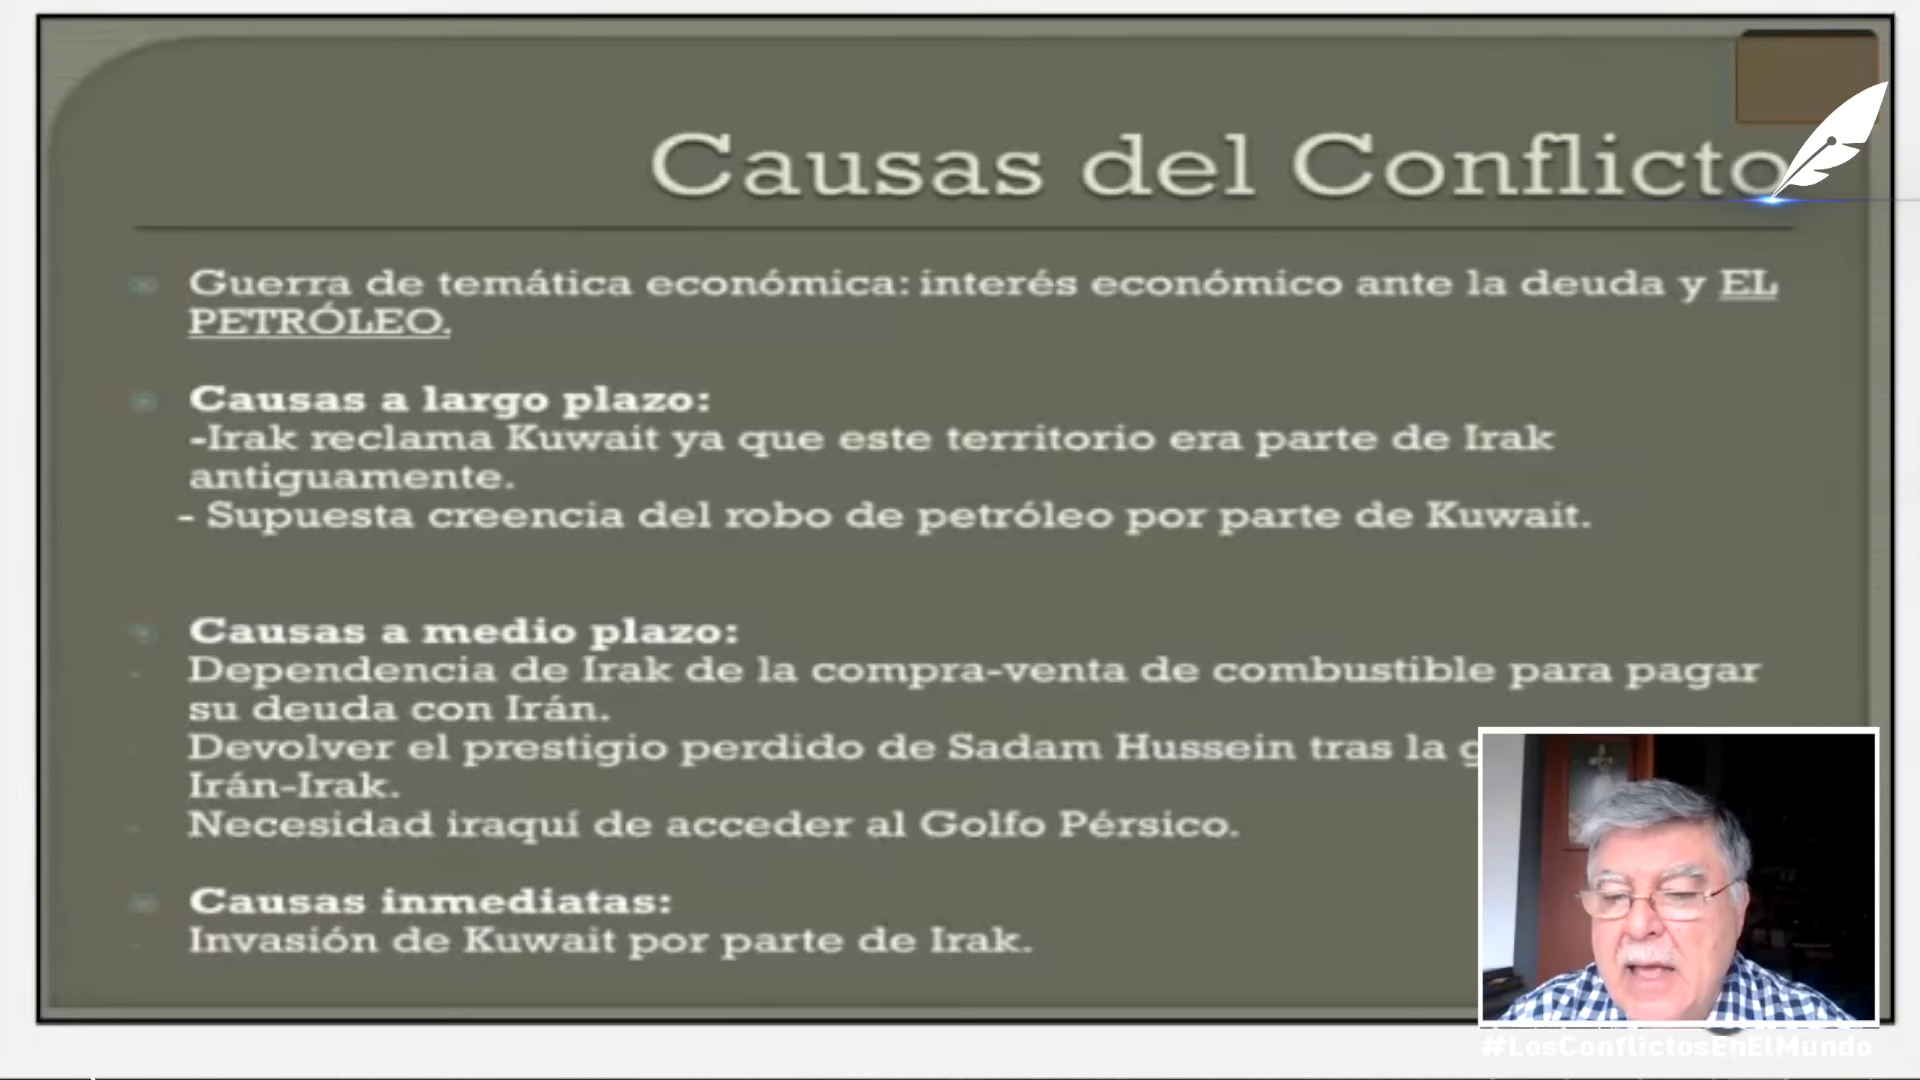 Causas del Conflicto
Guerra de temática económica: interés económico ante la deuda y EL
PETRÓLEO.
Causas a largo plazo:
-Irak reclama Kuwait ya que este territorio era parte de Irak
antiguamente.
- Supuesta creencia del robo de petróleo por parte de Kuwait.
Causas a medio plazo:
- Dependencia de Irak de la compra-venta de combustible para pagar
su deuda con Irán.
- Devolver el prestigio perdido de Sadam Hussein tras la
Irán-Irak.
- Necesidad iraquí de acceder al Golfo Pérsico.
Causas inmediatas:
- Invasión de Kuwait por parte de Irak.
#LosConflictosEnElMundo